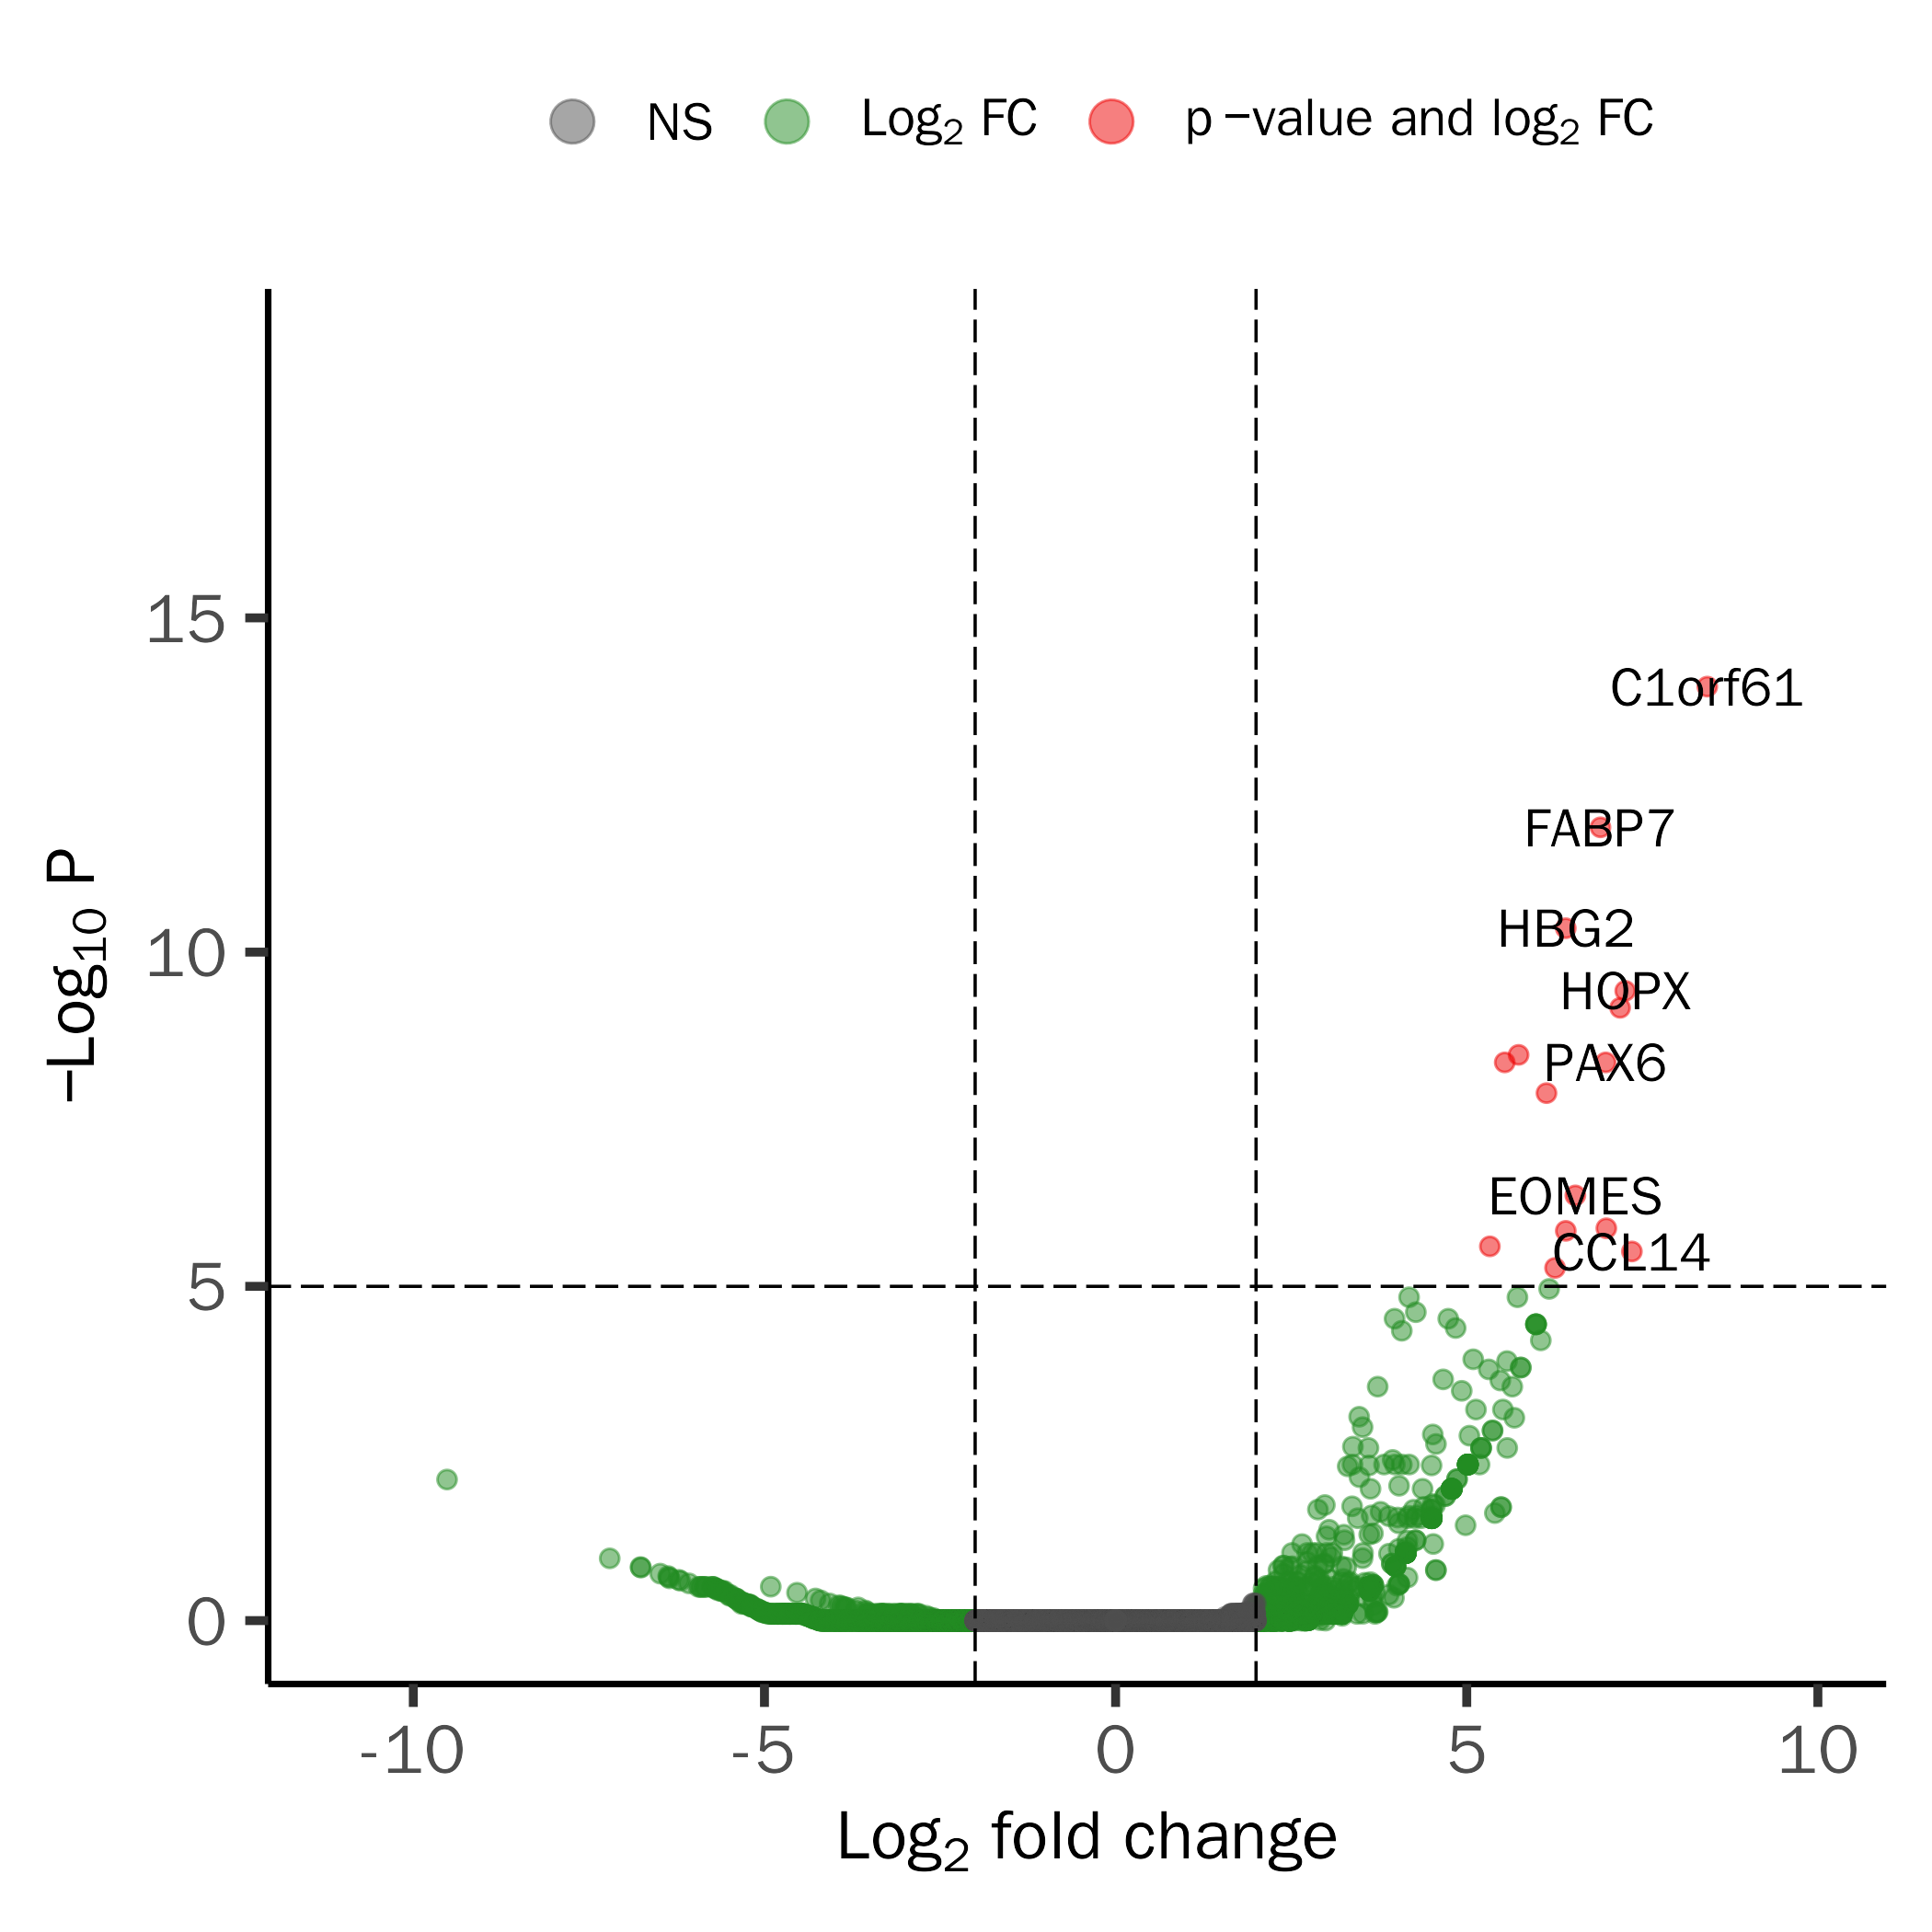 NS Log2 FC p −value and log2 FC
15
10
5
0
−Log10 P
C1orf61
FABP7
HBG2
HOPX
PAX6
EOMES
CCL14
-10 -5 0 5 10
Log2 fold change